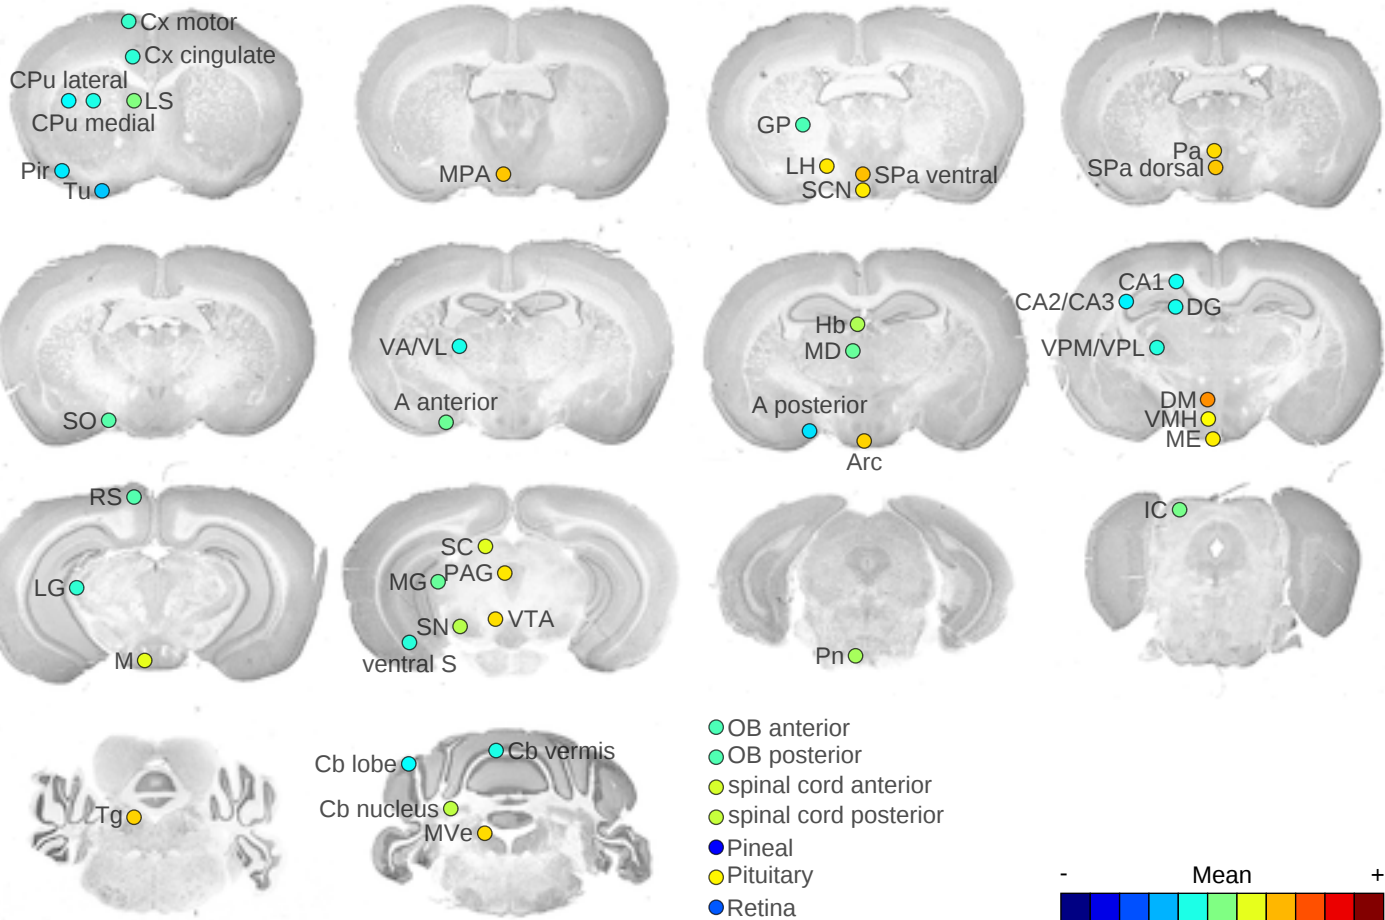 Cx motor
Cx cingulate
CPu lateral
LS
CPu medial
Pir
Tu
MPA
GP
LH
SPa ventral
SCN
Pa
SPa dorsal
SO
VA/VL
A anterior
Hb
MD
A posterior
Arc
CA1
CA2/CA3
DG
VPM/VPL
DM
VMH
ME
RS
LG
M
SC
MG
PAG
SN
VTA
ventral S
Pn
IC
Tg
Cb lobe
Cb vermis
Cb nucleus
MVe
OB anterior
OB posterior
spinal cord anterior
spinal cord posterior
Pineal
Pituitary
Retina
- Mean +